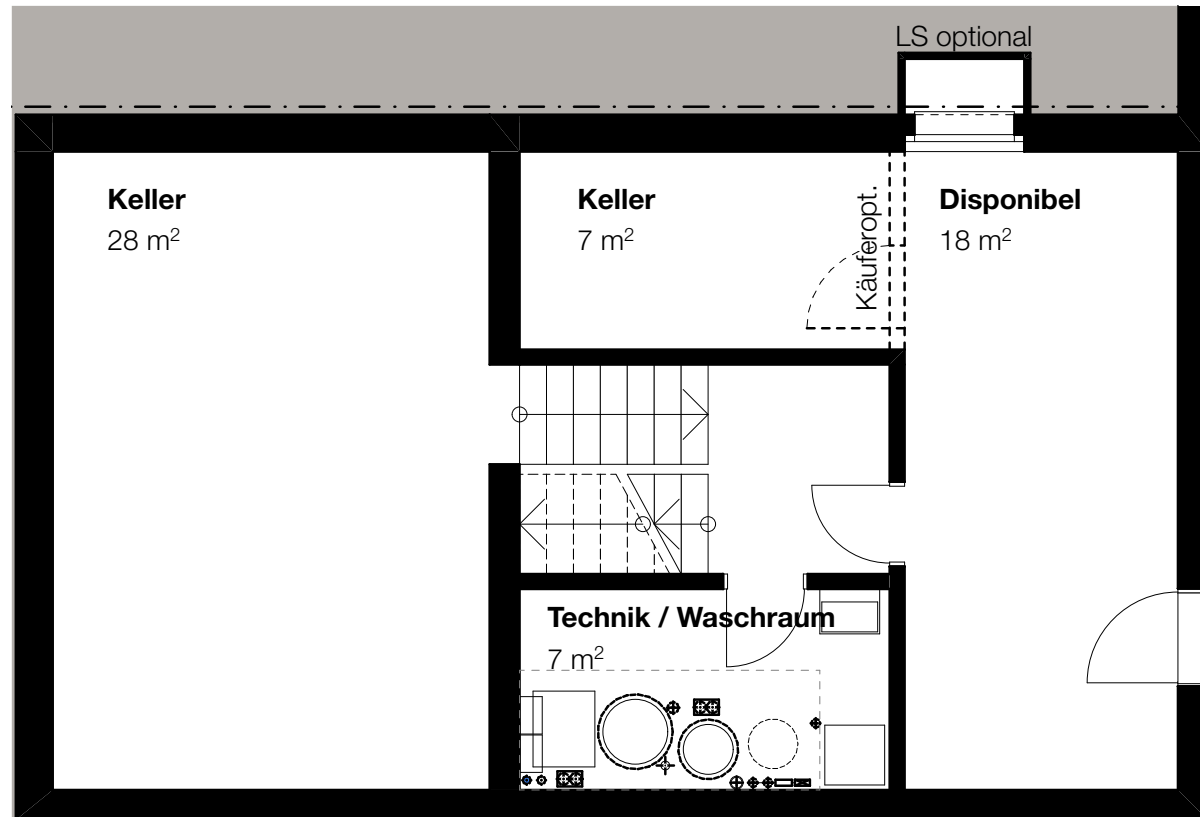 LS optional
Keller
28 m²
Keller
7 m²
Käuferopt.
Disponibel
18 m²
Technik / Waschraum
7 m²